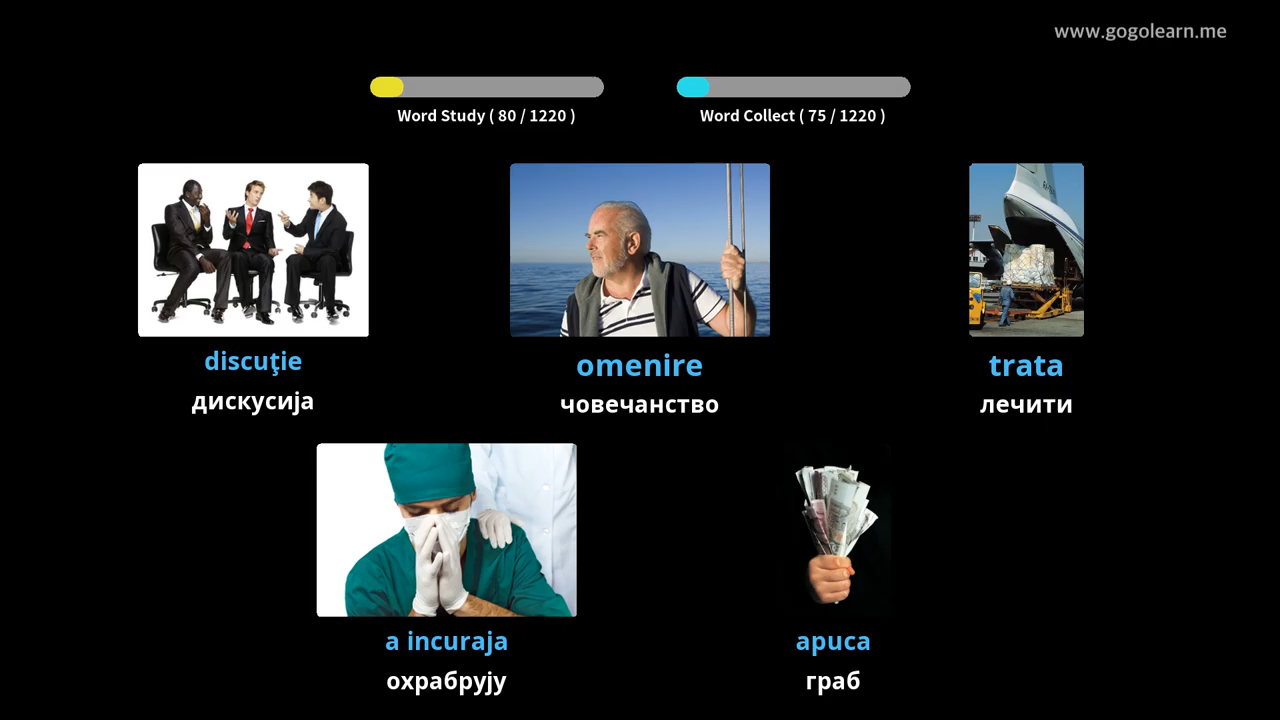 www.gogolearn.me
Word Study ( 80 / 1220 )
Word Collect ( 75 / 1220 )
discuţie
omenire
trata
дискусија
човечанство
лечити
a incuraja
apuca
охрабрују
граб